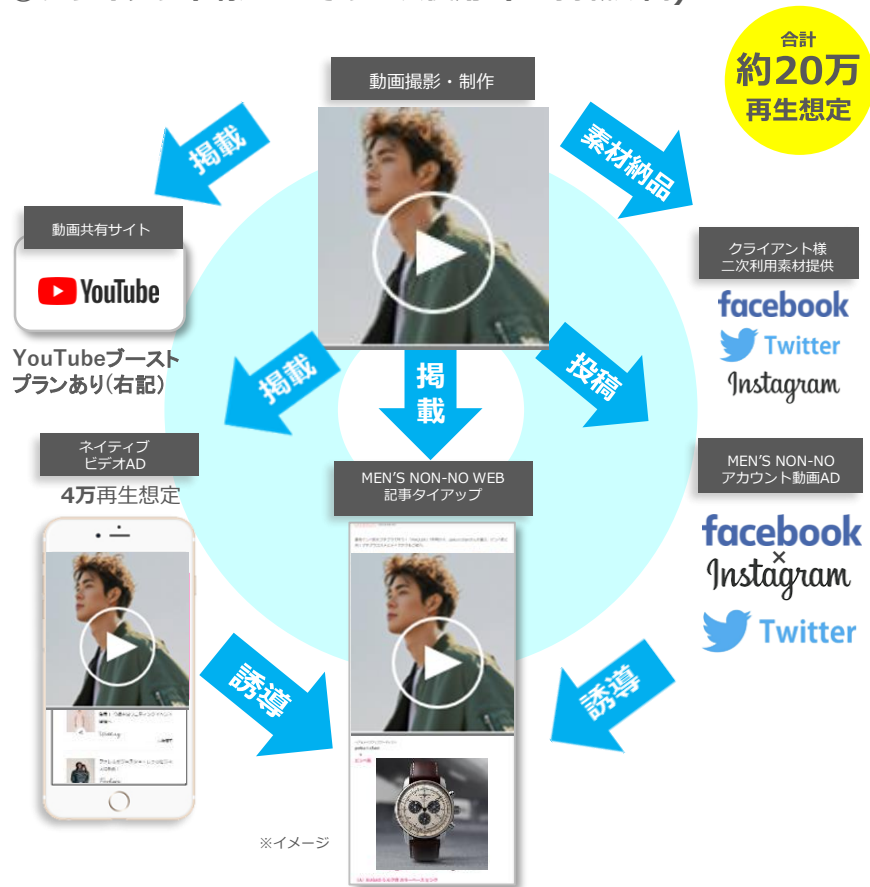 合計
約20万
再生想定
動画撮影・制作
掲載
素材納品
動画共有サイト
YouTube
YouTubeブースト
プランあり(右記)
クライアント様
二次利用素材提供
facebook
Twitter
Instagram
掲載
掲載
投稿
ネイティブ
ビデオAD
4万再生想定
MEN'S NON-NO WEB
記事タイアップ
MEN'S NON-NO
アカウント動画AD
facebook
×
Instagram
Twitter
誘導
誘導
※イメージ